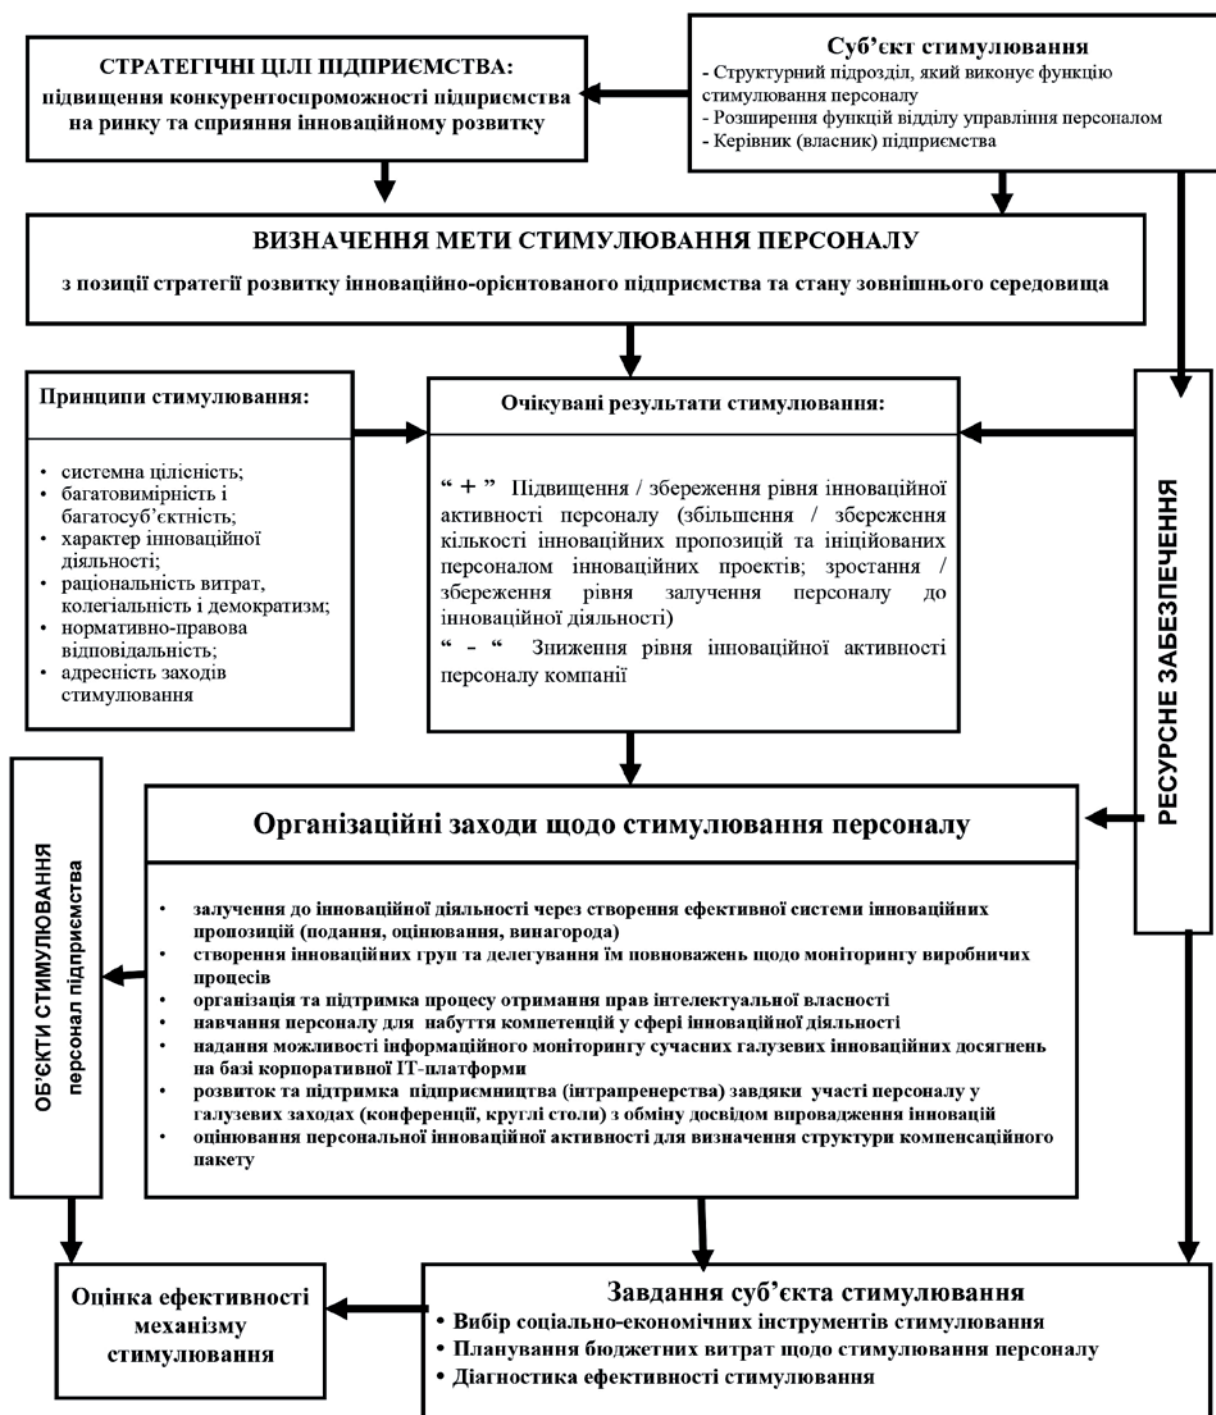 СТРАТЕГІЧНІ ЦІЛІ ПІДПРИЄМСТВА:
підвищення конкурентоспроможності підприємства
на ринку та сприяння інноваційному розвитку
Суб’єкт стимулювання
- Структурний підрозділ, який виконує функцію
стимулювання персоналу
- Розширення функцій відділу управління персоналом
- Керівник (власник) підприємства
ВИЗНАЧЕННЯ МЕТИ СТИМУЛЮВАННЯ ПЕРСОНАЛУ
з позиції стратегії розвитку інноваційно-орієнтованого підприємства та стану зовнішнього середовища
Принципи стимулювання:
• системна цілісність;
• багатовимірність і
багатосуб’єктність;
• характер інноваційної
діяльності;
• раціональність витрат,
колегіальність і демократизм;
• нормативно-правова
відповідальність;
• адресність заходів
стимулювання
Очікувані результати стимулювання:
“ + ” Підвищення / збереження рівня інноваційної
активності персоналу (збільшення / збереження
кількості інноваційних пропозицій та ініційованих
персоналом інноваційних проектів; зростання /
збереження рівня залучення персоналу до
інноваційної діяльності)
“ - “ Зниження рівня інноваційної активності
персоналу компанії
РЕСУРСНЕ ЗАБЕЗПЕЧЕННЯ
ОБ’ЄКТИ СТИМУЛЮВАННЯ
персонал підприємства
Організаційні заходи щодо стимулювання персоналу
• залучення до інноваційної діяльності через створення ефективної системи інноваційних
пропозицій (подання, оцінювання, винагорода)
• створення інноваційних груп та делегування їм повноважень щодо моніторингу виробничих
процесів
• організація та підтримка процесу отримання прав інтелектуальної власності
• навчання персоналу для набуття компетенцій у сфері інноваційної діяльності
• надання можливості інформаційного моніторингу сучасних галузевих інноваційних досягнень
на базі корпоративної ІТ-платформи
• розвиток та підтримка підприємництва (інтрапренерства) завдяки участі персоналу у
галузевих заходах (конференції, круглі столи) з обміну досвідом впровадження інновацій
• оцінювання персональної інноваційної активності для визначення структури компенсаційного
пакету
Оцінка ефективності
механізму
стимулювання
Завдання суб’єкта стимулювання
• Вибір соціально-економічних інструментів стимулювання
• Планування бюджетних витрат щодо стимулювання персоналу
• Діагностика ефективності стимулювання